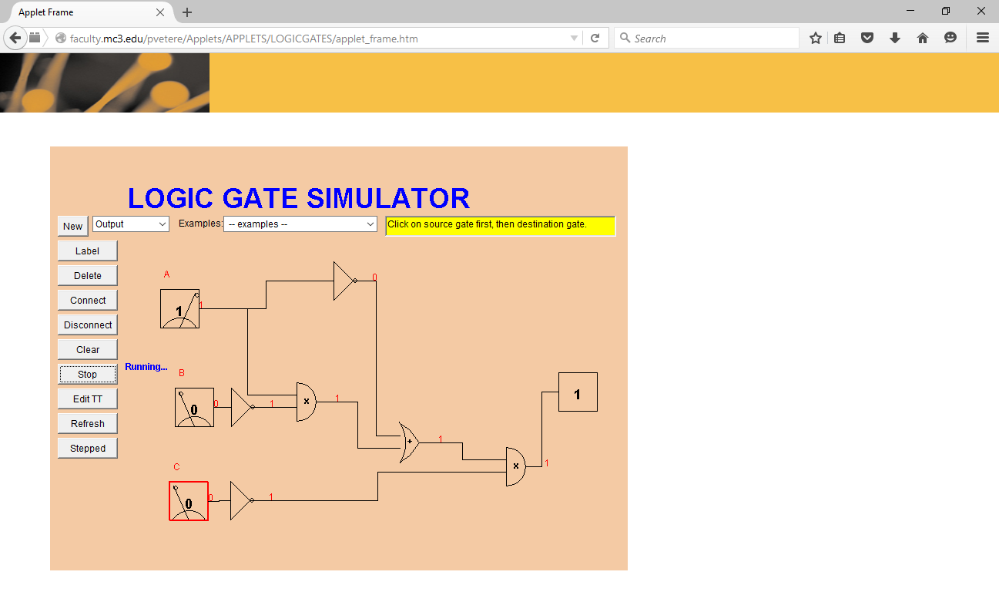 Applet Frame
faculty.mc3.edu/pvetere/Applets/APPLETS/LOGICGATES/applet_frame.htm
Search
LOGIC GATE SIMULATOR
New
Output
Examples:
-- examples --
Click on source gate first, then destination gate.
Label
Delete
Connect
Disconnect
Clear
Stop
Edit TT
Refresh
Stepped
Running...
A
1
1
0
B
0
0
1
x
1
1
+
1
C
0
0
1
x
1